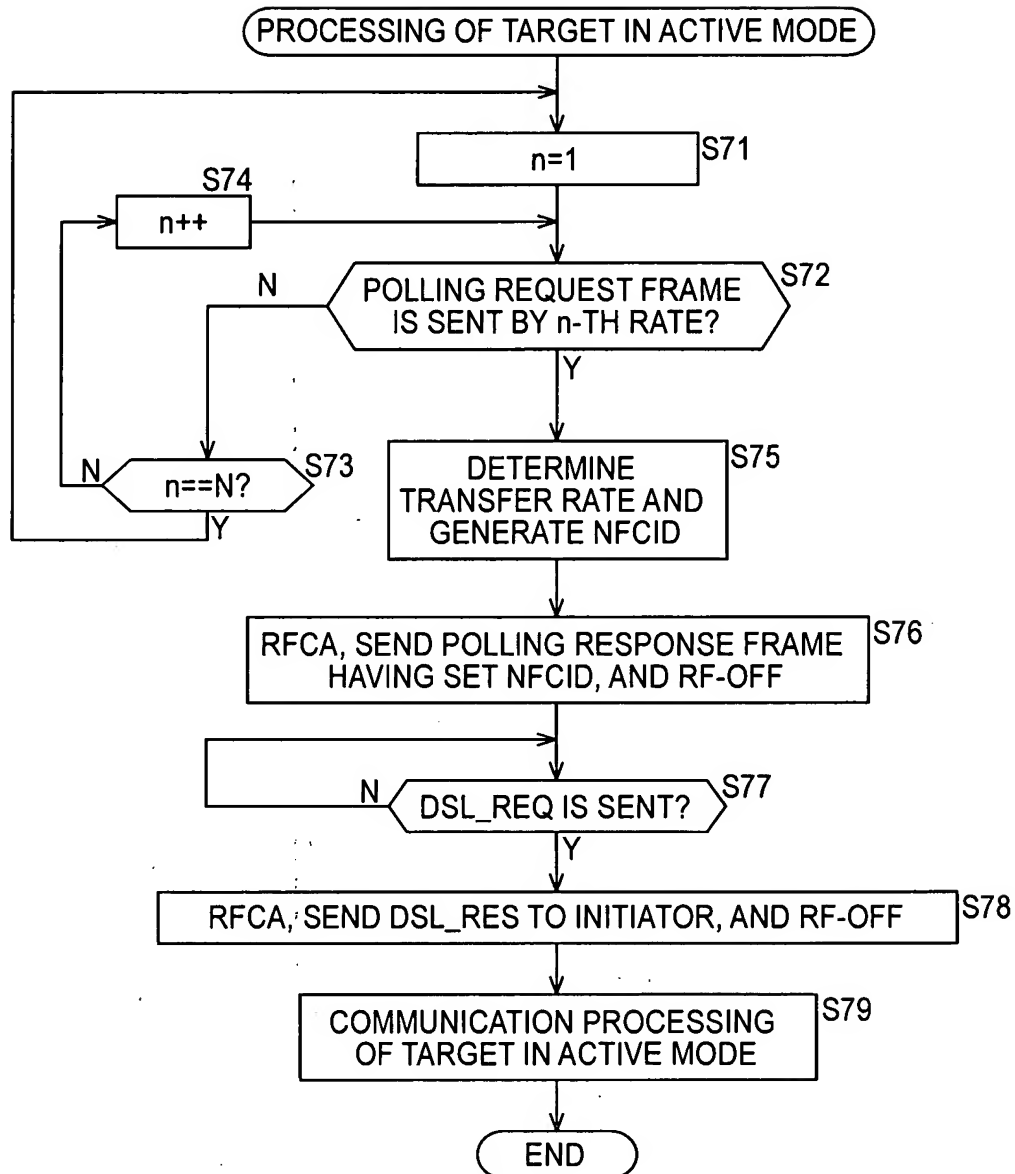 PROCESSING OF TARGET IN ACTIVE MODE
n=1
S71
S74
n++
S72
POLLING REQUEST FRAME
IS SENT BY n-TH RATE?
N
Y
S73
n==N?
N
Y
S75
DETERMINE
TRANSFER RATE AND
GENERATE NFCID
S76
RFCA, SEND POLLING RESPONSE FRAME
HAVING SET NFCID, AND RF-OFF
S77
N
DSL_REQ IS SENT?
Y
RFCA, SEND DSL_RES TO INITIATOR, AND RF-OFF
S78
S79
COMMUNICATION PROCESSING
OF TARGET IN ACTIVE MODE
END